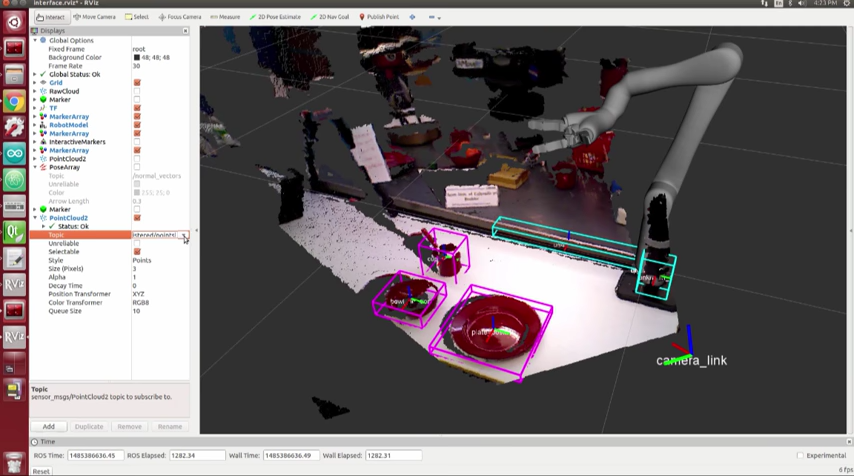 interface.rviz* - RViz
4:23 PM
Interact
Move Camera
Select
Focus Camera
Measure
2D Pose Estimate
2D Nav Goal
Publish Point
Displays
Global Options
Fixed Frame root
Background Color 48; 48; 48
Frame Rate 30
Global Status: Ok
Grid
RawCloud
Marker
TF
MarkerArray
RobotModel
MarkerArray
InteractiveMarkers
MarkerArray
PointCloud2
PoseArray
Topic /normal_vectors
Unreliable
Color 255; 25; 0
Arrow Length 0.3
Marker
PointCloud2
Status: Ok
Topic istered/points
Unreliable
Selectable
Style Points
Size (Pixels) 3
Alpha 1
Decay Time 0
Position Transformer XYZ
Color Transformer RGB8
Queue Size 10
camera_link
Topic
sensor_msgs/PointCloud2 topic to subscribe to.
Add
Duplicate
Remove
Rename
Time
ROS Time: 1485386636.45
ROS Elapsed: 1282.34
Wall Time: 1485386636.49
Wall Elapsed: 1282.31
Experimental
Reset
6 fps